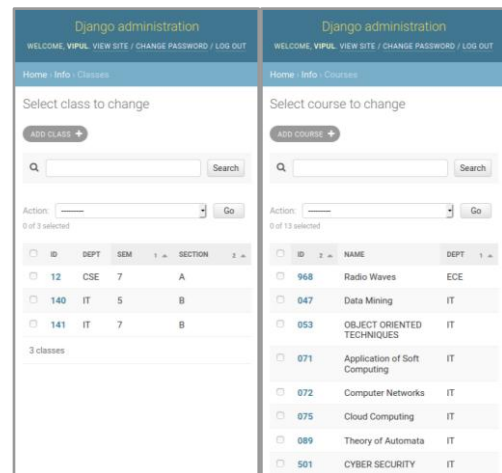 Django administration
WELCOME, VIPUL. VIEW SITE / CHANGE PASSWORD / LOG OUT
Home › Info › Classes
Select class to change
ADD CLASS +
Search
Action: --------- Go
0 of 3 selected
ID DEPT SEM 1 SECTION 2
12 CSE 7 A
140 IT 5 B
141 IT 7 B
3 classes
Django administration
WELCOME, VIPUL. VIEW SITE / CHANGE PASSWORD / LOG OUT
Home › Info › Courses
Select course to change
ADD COURSE +
Search
Action: --------- Go
0 of 13 selected
ID 2 NAME DEPT 1
968 Radio Waves ECE
047 Data Mining IT
053 OBJECT ORIENTED IT
TECHNIQUES
071 Application of Soft IT
Computing
072 Computer Networks IT
075 Cloud Computing IT
089 Theory of Automata IT
501 CYBER SECURITY IT